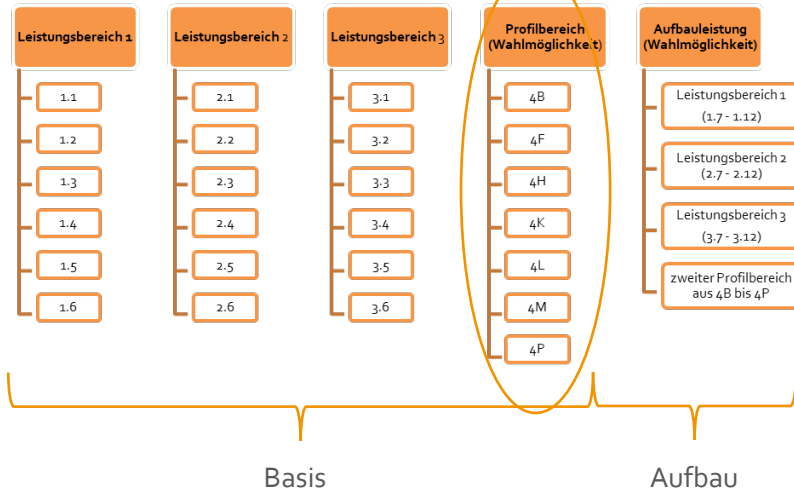 Leistungsbereich 1
1.1
1.2
1.3
1.4
1.5
1.6
Leistungsbereich 2
2.1
2.2
2.3
2.4
2.5
2.6
Leistungsbereich 3
3.1
3.2
3.3
3.4
3.5
3.6
Profilbereich
(Wahlmöglichkeit)
4B
4F
4H
4K
4L
4M
4P
Aufbauleistung
(Wahlmöglichkeit)
Leistungsbereich 1
(1.7 - 1.12)
Leistungsbereich 2
(2.7 - 2.12)
Leistungsbereich 3
(3.7 - 3.12)
zweiter Profilbereich
aus 4B bis 4P
Basis
Aufbau